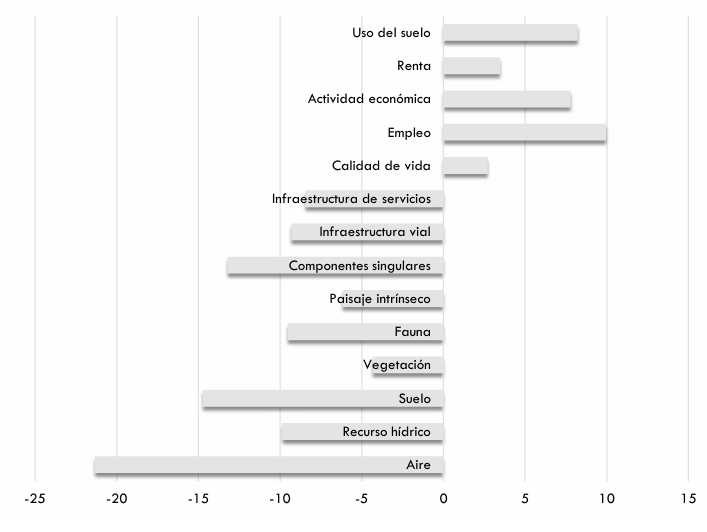 Uso del suelo
Renta
Actividad económica
Empleo
Calidad de vida
Infraestructura de servicios
Infraestructura vial
Componentes singulares
Paisaje intrínseco
Fauna
Vegetación
Suelo
Recurso hídrico
Aire
-25 -20 -15 -10 -5 0 5 10 15